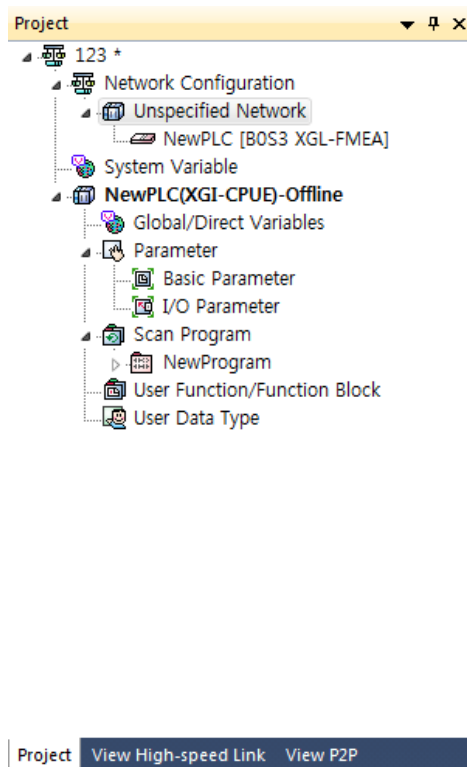 Project
123 *
Network Configuration
Unspecified Network
NewPLC [B0S3 XGL-FMEA]
System Variable
NewPLC(XGI-CPUE)-Offline
Global/Direct Variables
Parameter
Basic Parameter
I/O Parameter
Scan Program
NewProgram
User Function/Function Block
User Data Type
Project View High-speed Link View P2P